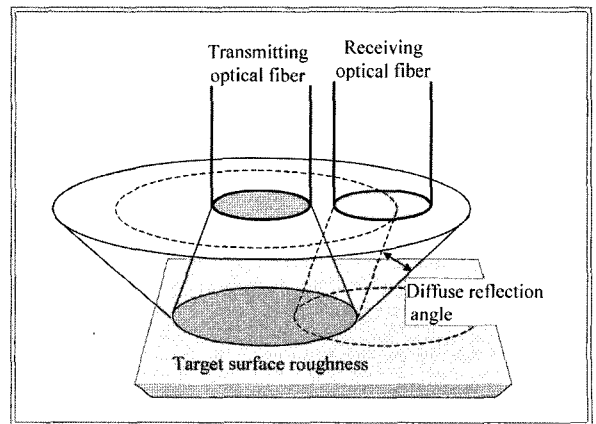 Transmitting
optical fiber
Receiving
optical fiber
Diffuse reflection
angle
Target surface roughness